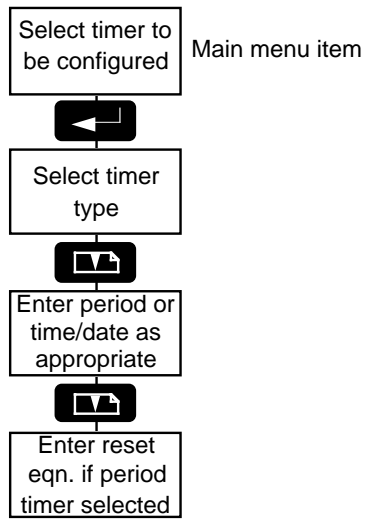 Select timer to
be configured
Main menu item
Select timer
type
Enter period or
time/date as
appropriate
Enter reset
eqn. if period
timer selected